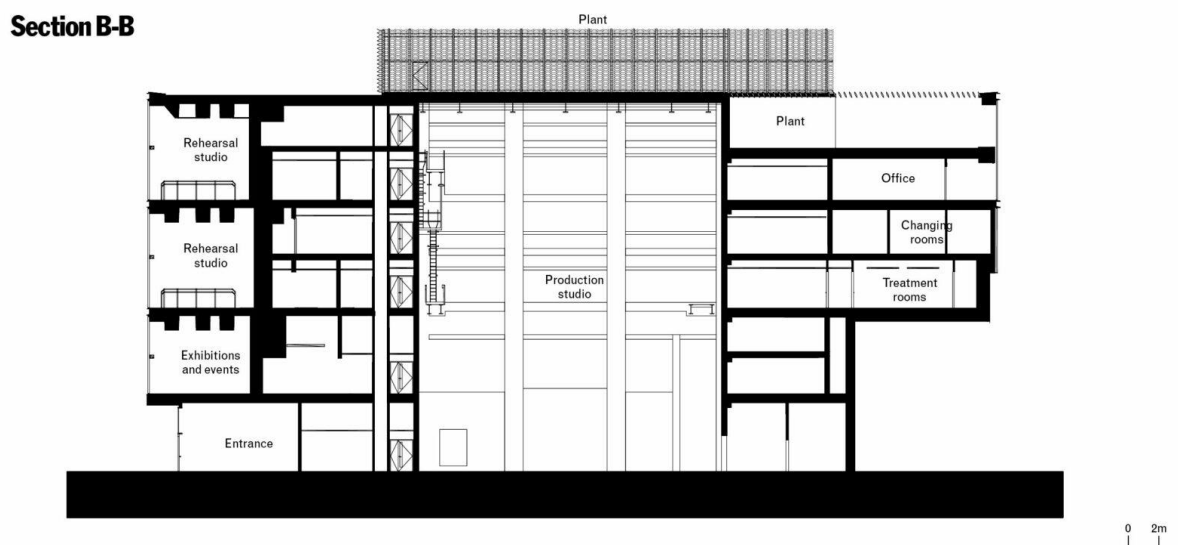 Section B-B
Plant
Plant
Rehearsal
studio
Office
Rehearsal
studio
Changing
rooms
Production
studio
Treatment
rooms
Exhibitions
and events
Entrance
0 2m